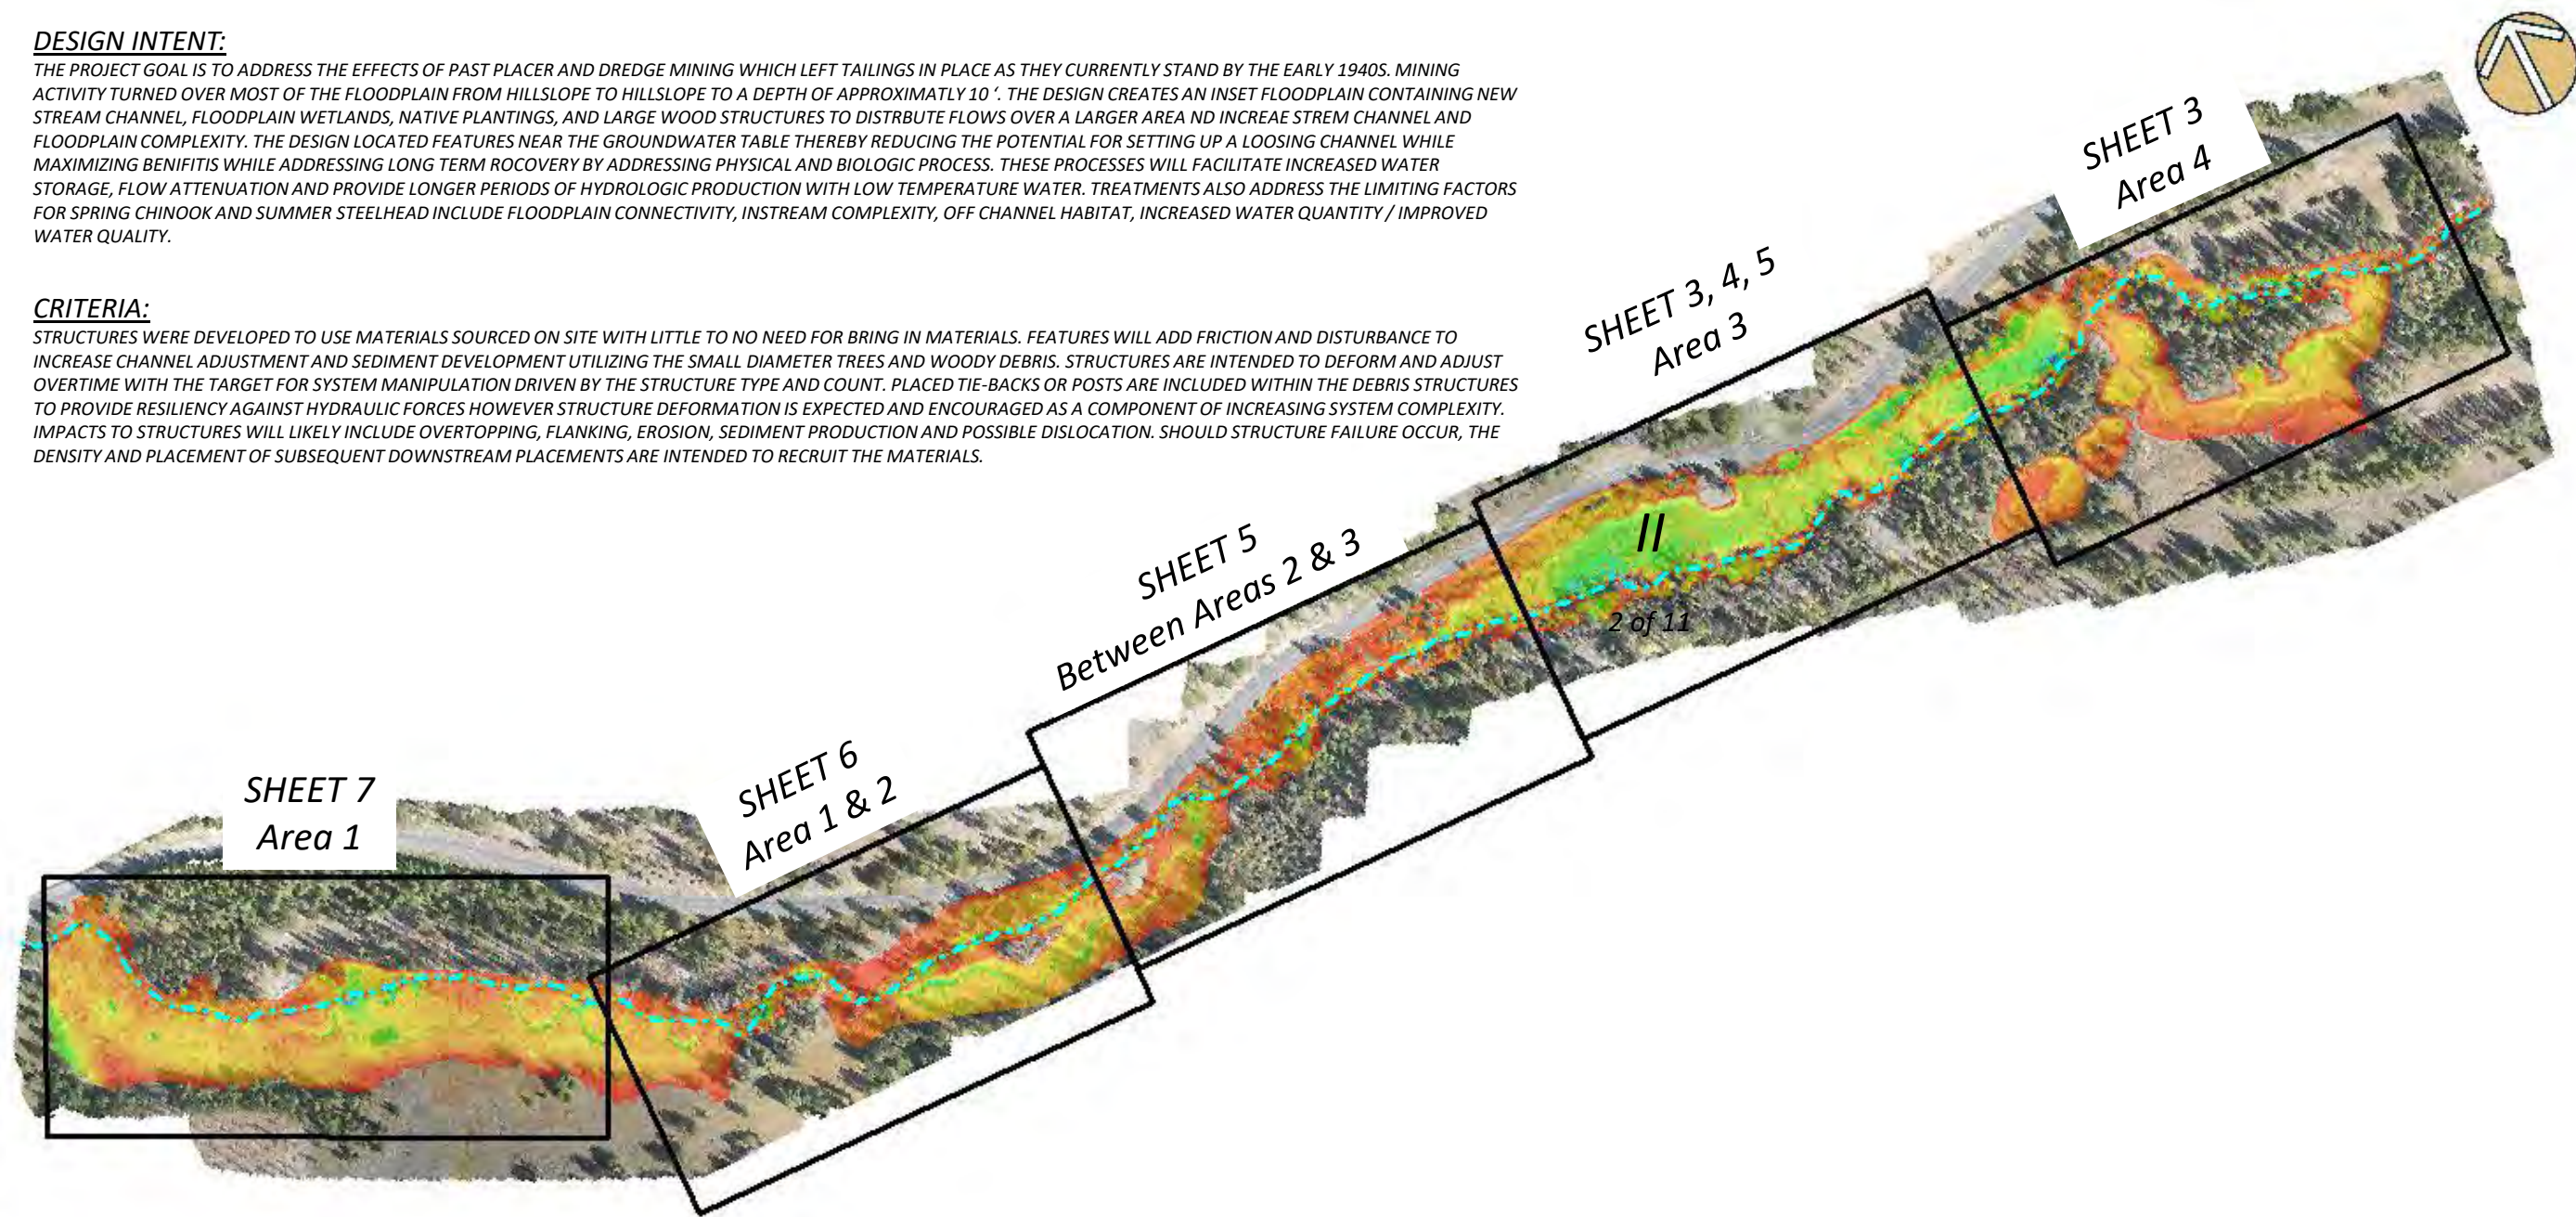 DESIGN INTENT:
THE PROJECT GOAL IS TO ADDRESS THE EFFECTS OF PAST PLACER AND DREDGE MINING WHICH LEFT TAILINGS IN PLACE AS THEY CURRENTLY STAND BY THE EARLY 1940S. MINING
ACTIVITY TURNED OVER MOST OF THE FLOODPLAIN FROM HILLSLOPE TO HILLSLOPE TO A DEPTH OF APPROXIMATLY 10 ‘. THE DESIGN CREATES AN INSET FLOODPLAIN CONTAINING NEW
STREAM CHANNEL, FLOODPLAIN WETLANDS, NATIVE PLANTINGS, AND LARGE WOOD STRUCTURES TO DISTRBUTE FLOWS OVER A LARGER AREA ND INCREAE STREM CHANNEL AND
FLOODPLAIN COMPLEXITY. THE DESIGN LOCATED FEATURES NEAR THE GROUNDWATER TABLE THEREBY REDUCING THE POTENTIAL FOR SETTING UP A LOOSING CHANNEL WHILE
MAXIMIZING BENIFITIS WHILE ADDRESSING LONG TERM ROCOVERY BY ADDRESSING PHYSICAL AND BIOLOGIC PROCESS. THESE PROCESSES WILL FACILITATE INCREASED WATER
STORAGE, FLOW ATTENUATION AND PROVIDE LONGER PERIODS OF HYDROLOGIC PRODUCTION WITH LOW TEMPERATURE WATER. TREATMENTS ALSO ADDRESS THE LIMITING FACTORS
FOR SPRING CHINOOK AND SUMMER STEELHEAD INCLUDE FLOODPLAIN CONNECTIVITY, INSTREAM COMPLEXITY, OFF CHANNEL HABITAT, INCREASED WATER QUANTITY / IMPROVED
WATER QUALITY.
CRITERIA:
STRUCTURES WERE DEVELOPED TO USE MATERIALS SOURCED ON SITE WITH LITTLE TO NO NEED FOR BRING IN MATERIALS. FEATURES WILL ADD FRICTION AND DISTURBANCE TO
INCREASE CHANNEL ADJUSTMENT AND SEDIMENT DEVELOPMENT UTILIZING THE SMALL DIAMETER TREES AND WOODY DEBRIS. STRUCTURES ARE INTENDED TO DEFORM AND ADJUST
OVERTIME WITH THE TARGET FOR SYSTEM MANIPULATION DRIVEN BY THE STRUCTURE TYPE AND COUNT. PLACED TIE-BACKS OR POSTS ARE INCLUDED WITHIN THE DEBRIS STRUCTURES
TO PROVIDE RESILIENCY AGAINST HYDRAULIC FORCES HOWEVER STRUCTURE DEFORMATION IS EXPECTED AND ENCOURAGED AS A COMPONENT OF INCREASING SYSTEM COMPLEXITY.
IMPACTS TO STRUCTURES WILL LIKELY INCLUDE OVERTOPPING, FLANKING, EROSION, SEDIMENT PRODUCTION AND POSSIBLE DISLOCATION. SHOULD STRUCTURE FAILURE OCCUR, THE
DENSITY AND PLACEMENT OF SUBSEQUENT DOWNSTREAM PLACEMENTS ARE INTENDED TO RECRUIT THE MATERIALS.
SHEET 3
Area 4
SHEET 3, 4, 5
Area 3
II
2 of 11
SHEET 5
Between Areas 2 & 3
SHEET 6
Area 1 & 2
SHEET 7
Area 1